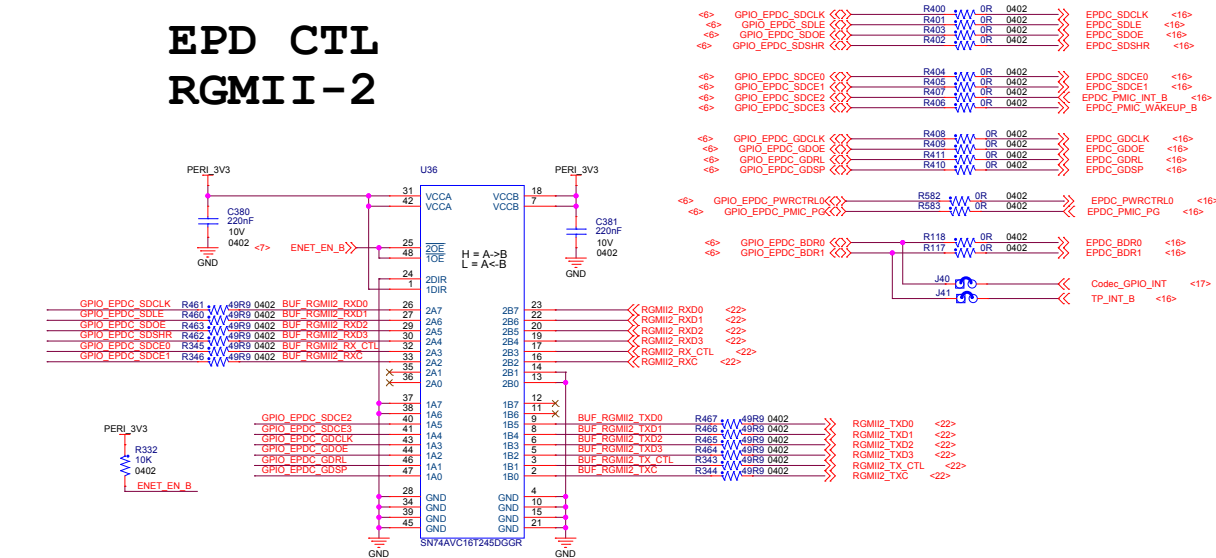 EPD CTL
RGMII-2
<6> GPIO_EPDC_SDCLK R400 0R 0402 EPDC_SDCLK <16>
<6> GPIO_EPDC_SDLE R401 0R 0402 EPDC_SDLE <16>
<6> GPIO_EPDC_SDOE R403 0R 0402 EPDC_SDOE <16>
<6> GPIO_EPDC_SDSHR R402 0R 0402 EPDC_SDSHR <16>
<6> GPIO_EPDC_SDCE0 R404 0R 0402 EPDC_SDCE0 <16>
<6> GPIO_EPDC_SDCE1 R405 0R 0402 EPDC_SDCE1 <16>
<6> GPIO_EPDC_SDCE2 R407 0R 0402 EPDC_PMIC_INT_B <16>
<6> GPIO_EPDC_SDCE3 R406 0R 0402 EPDC_PMIC_WAKEUP_B
<6> GPIO_EPDC_GDCLK R408 0R 0402 EPDC_GDCLK <16>
<6> GPIO_EPDC_GDOE R409 0R 0402 EPDC_GDOE <16>
<6> GPIO_EPDC_GDRL R411 0R 0402 EPDC_GDRL <16>
<6> GPIO_EPDC_GDSP R410 0R 0402 EPDC_GDSP <16>
<6> GPIO_EPDC_PWRCTRL0 R582 0R 0402 EPDC_PWRCTRL0 <16>
<6> GPIO_EPDC_PMIC_PG R583 0R 0402 EPDC_PMIC_PG <16>
<6> GPIO_EPDC_BDR0 R118 0R 0402 EPDC_BDR0 <16>
<6> GPIO_EPDC_BDR1 R117 0R 0402 EPDC_BDR1 <16>
J40 Codec_GPIO_INT <17>
J41 TP_INT_B <16>
PERI_3V3 U36 PERI_3V3
31 VCCA VCCB 18
42 VCCA VCCB 7
C380
220nF
10V
0402
GND
C381
220nF
10V
0402
GND
<7> ENET_EN_B 25 2OE
48 1OE
H = A->B
L = A<-B
24 2DIR
1 1DIR
GPIO_EPDC_SDCLK R461 49R9 0402 BUF_RGMII2_RXD0 26 2A7 2B7 23 RGMII2_RXD0 <22>
GPIO_EPDC_SDLE R460 49R9 0402 BUF_RGMII2_RXD1 27 2A6 2B6 22 RGMII2_RXD1 <22>
GPIO_EPDC_SDOE R463 49R9 0402 BUF_RGMII2_RXD2 29 2A5 2B5 20 RGMII2_RXD2 <22>
GPIO_EPDC_SDSHR R462 49R9 0402 BUF_RGMII2_RXD3 30 2A4 2B4 19 RGMII2_RXD3 <22>
GPIO_EPDC_SDCE0 R345 49R9 0402 BUF_RGMII2_RX_CTL 32 2A3 2B3 17 RGMII2_RX_CTL <22>
GPIO_EPDC_SDCE1 R346 49R9 0402 BUF_RGMII2_RXC 33 2A2 2B2 16 RGMII2_RXC <22>
35 2A1 2B1 14
36 2A0 2B0 13
37 1A7 1B7 12
38 1A6 1B6 11
GPIO_EPDC_SDCE2 40 1A5 1B5 9 BUF_RGMII2_TXD0 R467 49R9 0402 RGMII2_TXD0 <22>
GPIO_EPDC_SDCE3 41 1A4 1B4 8 BUF_RGMII2_TXD1 R466 49R9 0402 RGMII2_TXD1 <22>
GPIO_EPDC_GDCLK 43 1A3 1B3 6 BUF_RGMII2_TXD2 R465 49R9 0402 RGMII2_TXD2 <22>
GPIO_EPDC_GDOE 44 1A2 1B2 5 BUF_RGMII2_TXD3 R464 49R9 0402 RGMII2_TXD3 <22>
GPIO_EPDC_GDRL 46 1A1 1B1 3 BUF_RGMII2_TX_CTL R343 49R9 0402 RGMII2_TX_CTL <22>
GPIO_EPDC_GDSP 47 1A0 1B0 2 BUF_RGMII2_TXC R344 49R9 0402 RGMII2_TXC <22>
PERI_3V3
R332
10K
0402
ENET_EN_B
28 GND GND 4
34 GND GND 10
39 GND GND 15
45 GND GND 21
SN74AVC16T245DGGR
GND GND